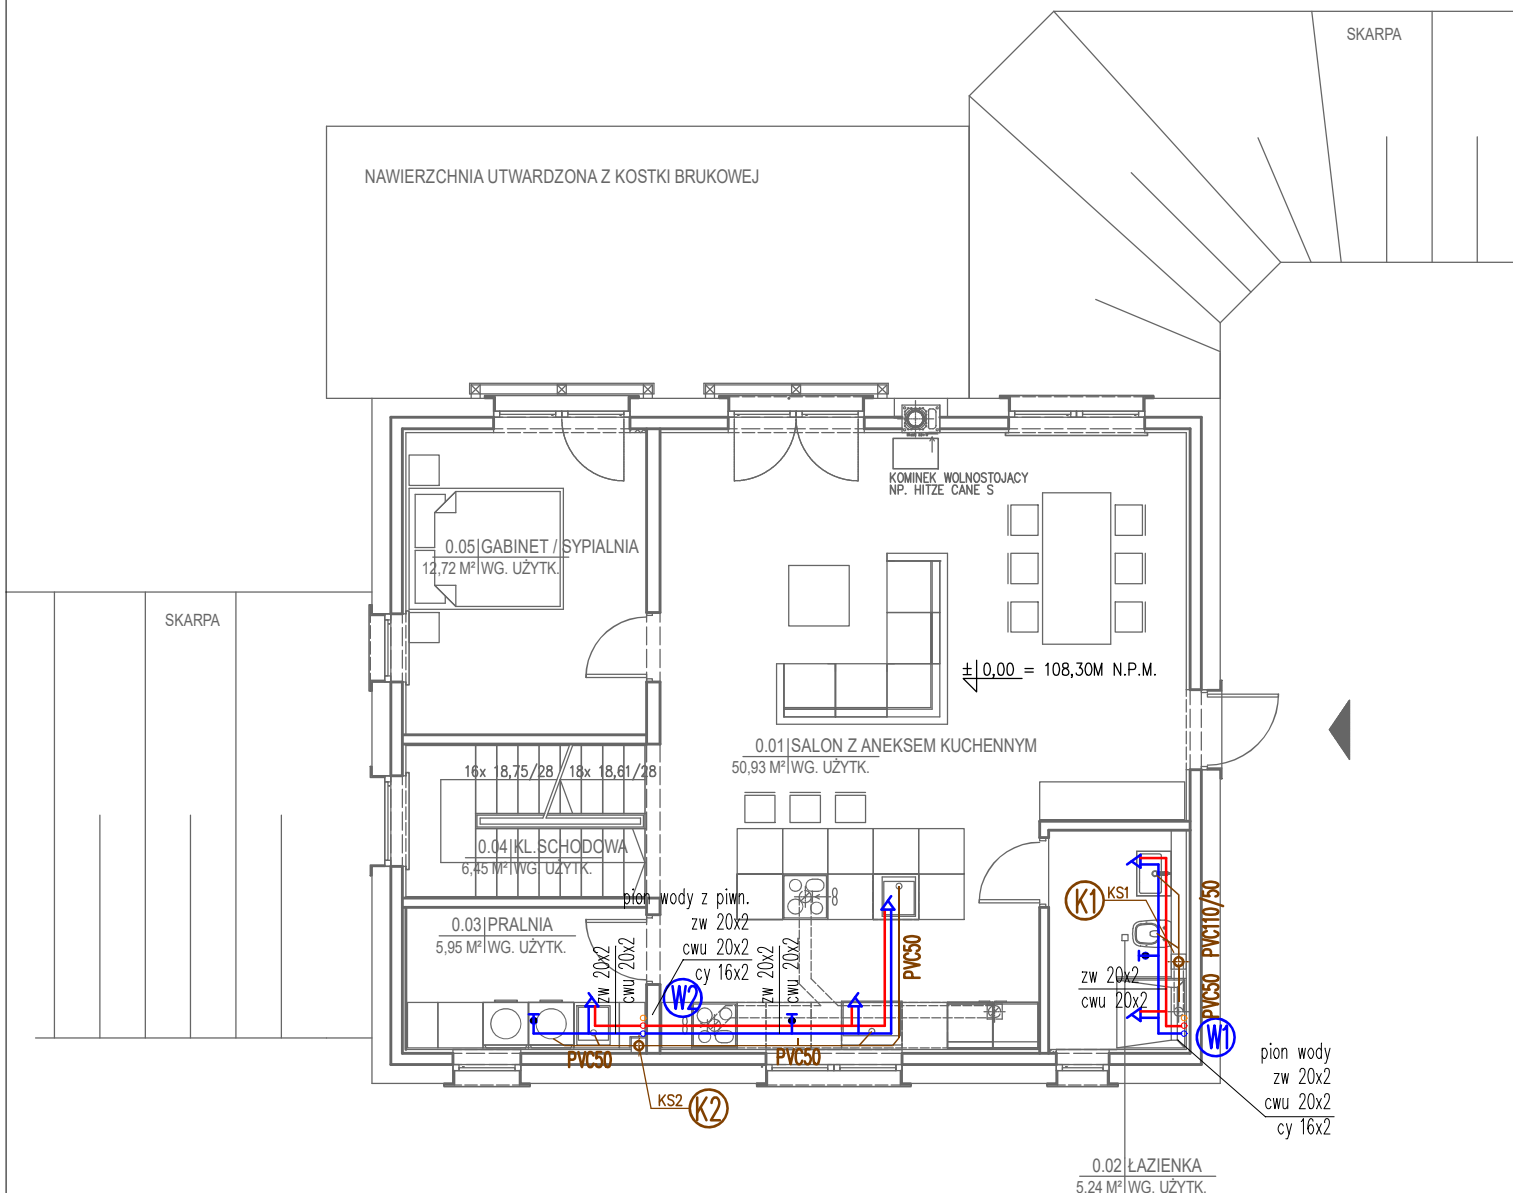 SKARPA
NAWIERZCHNIA UTWARDZONA Z KOSTKI BRUKOWEJ
KOMINEK WOLNOSTOJACY
NP. HITZE CANE S
0.05 GABINET / SYPIALNIA
12,72 M² WG. UŻYTK.
SKARPA
± 0,00 = 108,30M N.P.M.
0.01 SALON Z ANEKSEM KUCHENNYM
50,93 M² WG. UŻYTK.
16x 18,75/28 18x 18,61/28
0.04 KL.SCHODOWA
6,45 M² WG. UŻYTK.
pion wody z piwn.
zw 20x2
cwu 20x2
cy 16x2
0.03 PRALNIA
5,95 M² WG. UŻYTK.
zw 20x2
cwu 20x2
W2
zw 20x2
cwu 20x2
PVC50
K1 KS1
PVC110/50
PVC50
zw 20x2
cwu 20x2
W1
PVC50
PVC50
KS2 K2
pion wody
zw 20x2
cwu 20x2
cy 16x2
0.02 ŁAZIENKA
5,24 M² WG. UŻYTK.